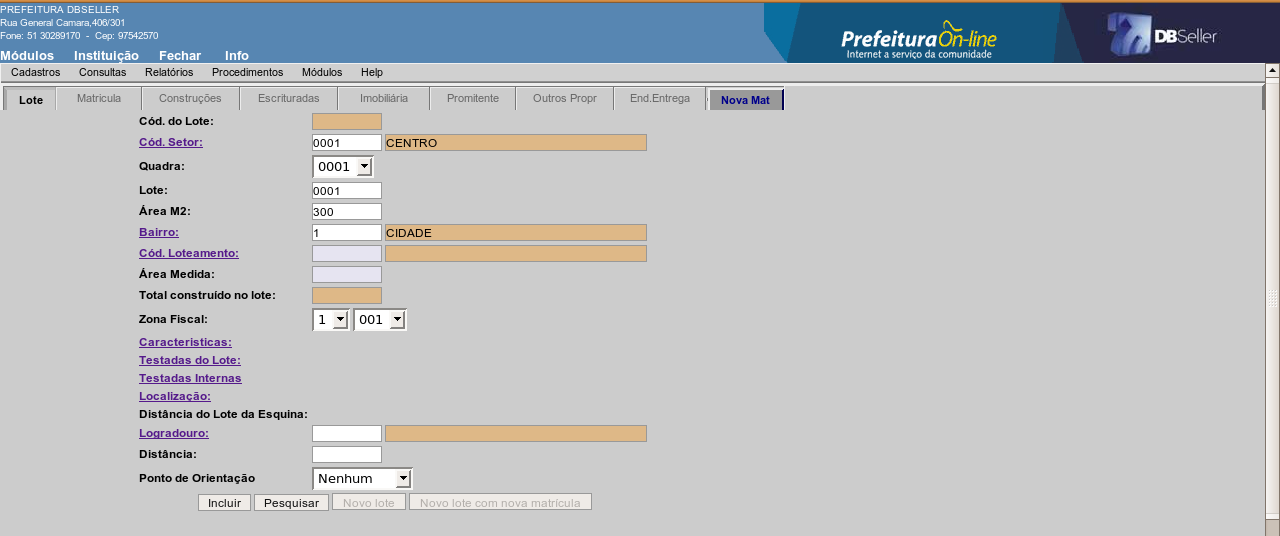 PREFEITURA DBSELLER
Rua General Camara,406/301
Fone: 51 30289170 - Cep: 97542570
Módulos Instituição Fechar Info
Prefeitura On-line
Internet a serviço da comunidade
DBSeller
Cadastros Consultas Relatórios Procedimentos Módulos Help
Lote Matricula Construções Escrituradas Imobiliária Promitente Outros Propr End.Entrega Nova Mat
Cód. do Lote:
Cód. Setor: 0001 CENTRO
Quadra: 0001
Lote: 0001
Área M2: 300
Bairro: 1 CIDADE
Cód. Loteamento:
Área Medida:
Total construído no lote:
Zona Fiscal: 1 001
Caracteristicas:
Testadas do Lote:
Testadas Internas
Localização:
Distância do Lote da Esquina:
Logradouro:
Distância:
Ponto de Orientação Nenhum
Incluir Pesquisar Novo lote Novo lote com nova matrícula